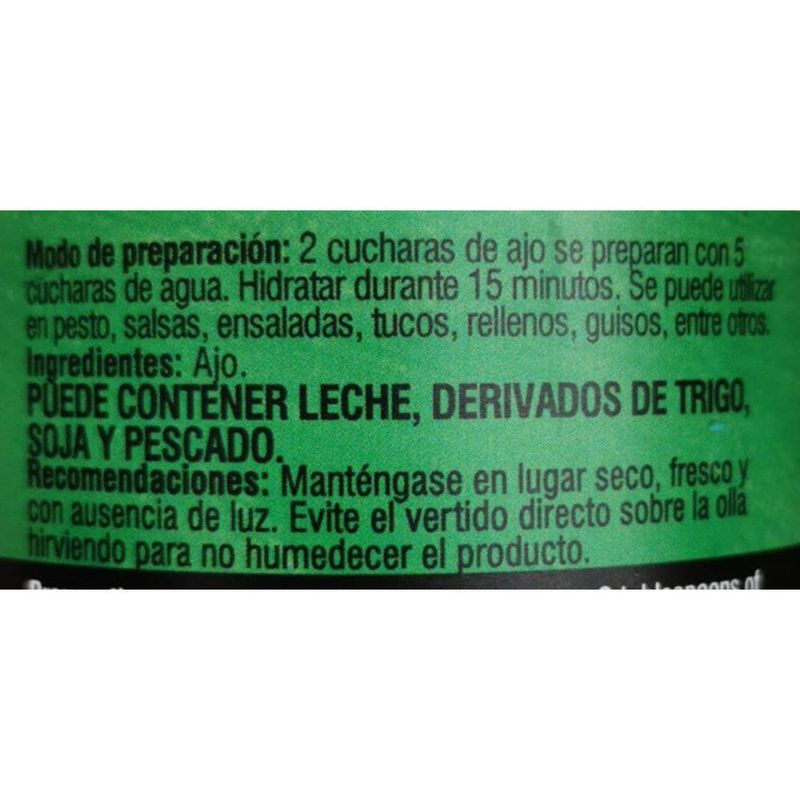 Modo de preparación: 2 cucharas de ajo se preparan con 5
cucharas de agua. Hidratar durante 15 minutos. Se puede utilizar
en pesto, salsas, ensaladas, tucos, rellenos, guisos, entre otros.
Ingredientes: Ajo.
PUEDE CONTENER LECHE, DERIVADOS DE TRIGO,
SOJA Y PESCADO.
Recomendaciones: Manténgase en lugar seco, fresco y
con ausencia de luz. Evite el vertido directo sobre la olla
hirviendo para no humedecer el producto.